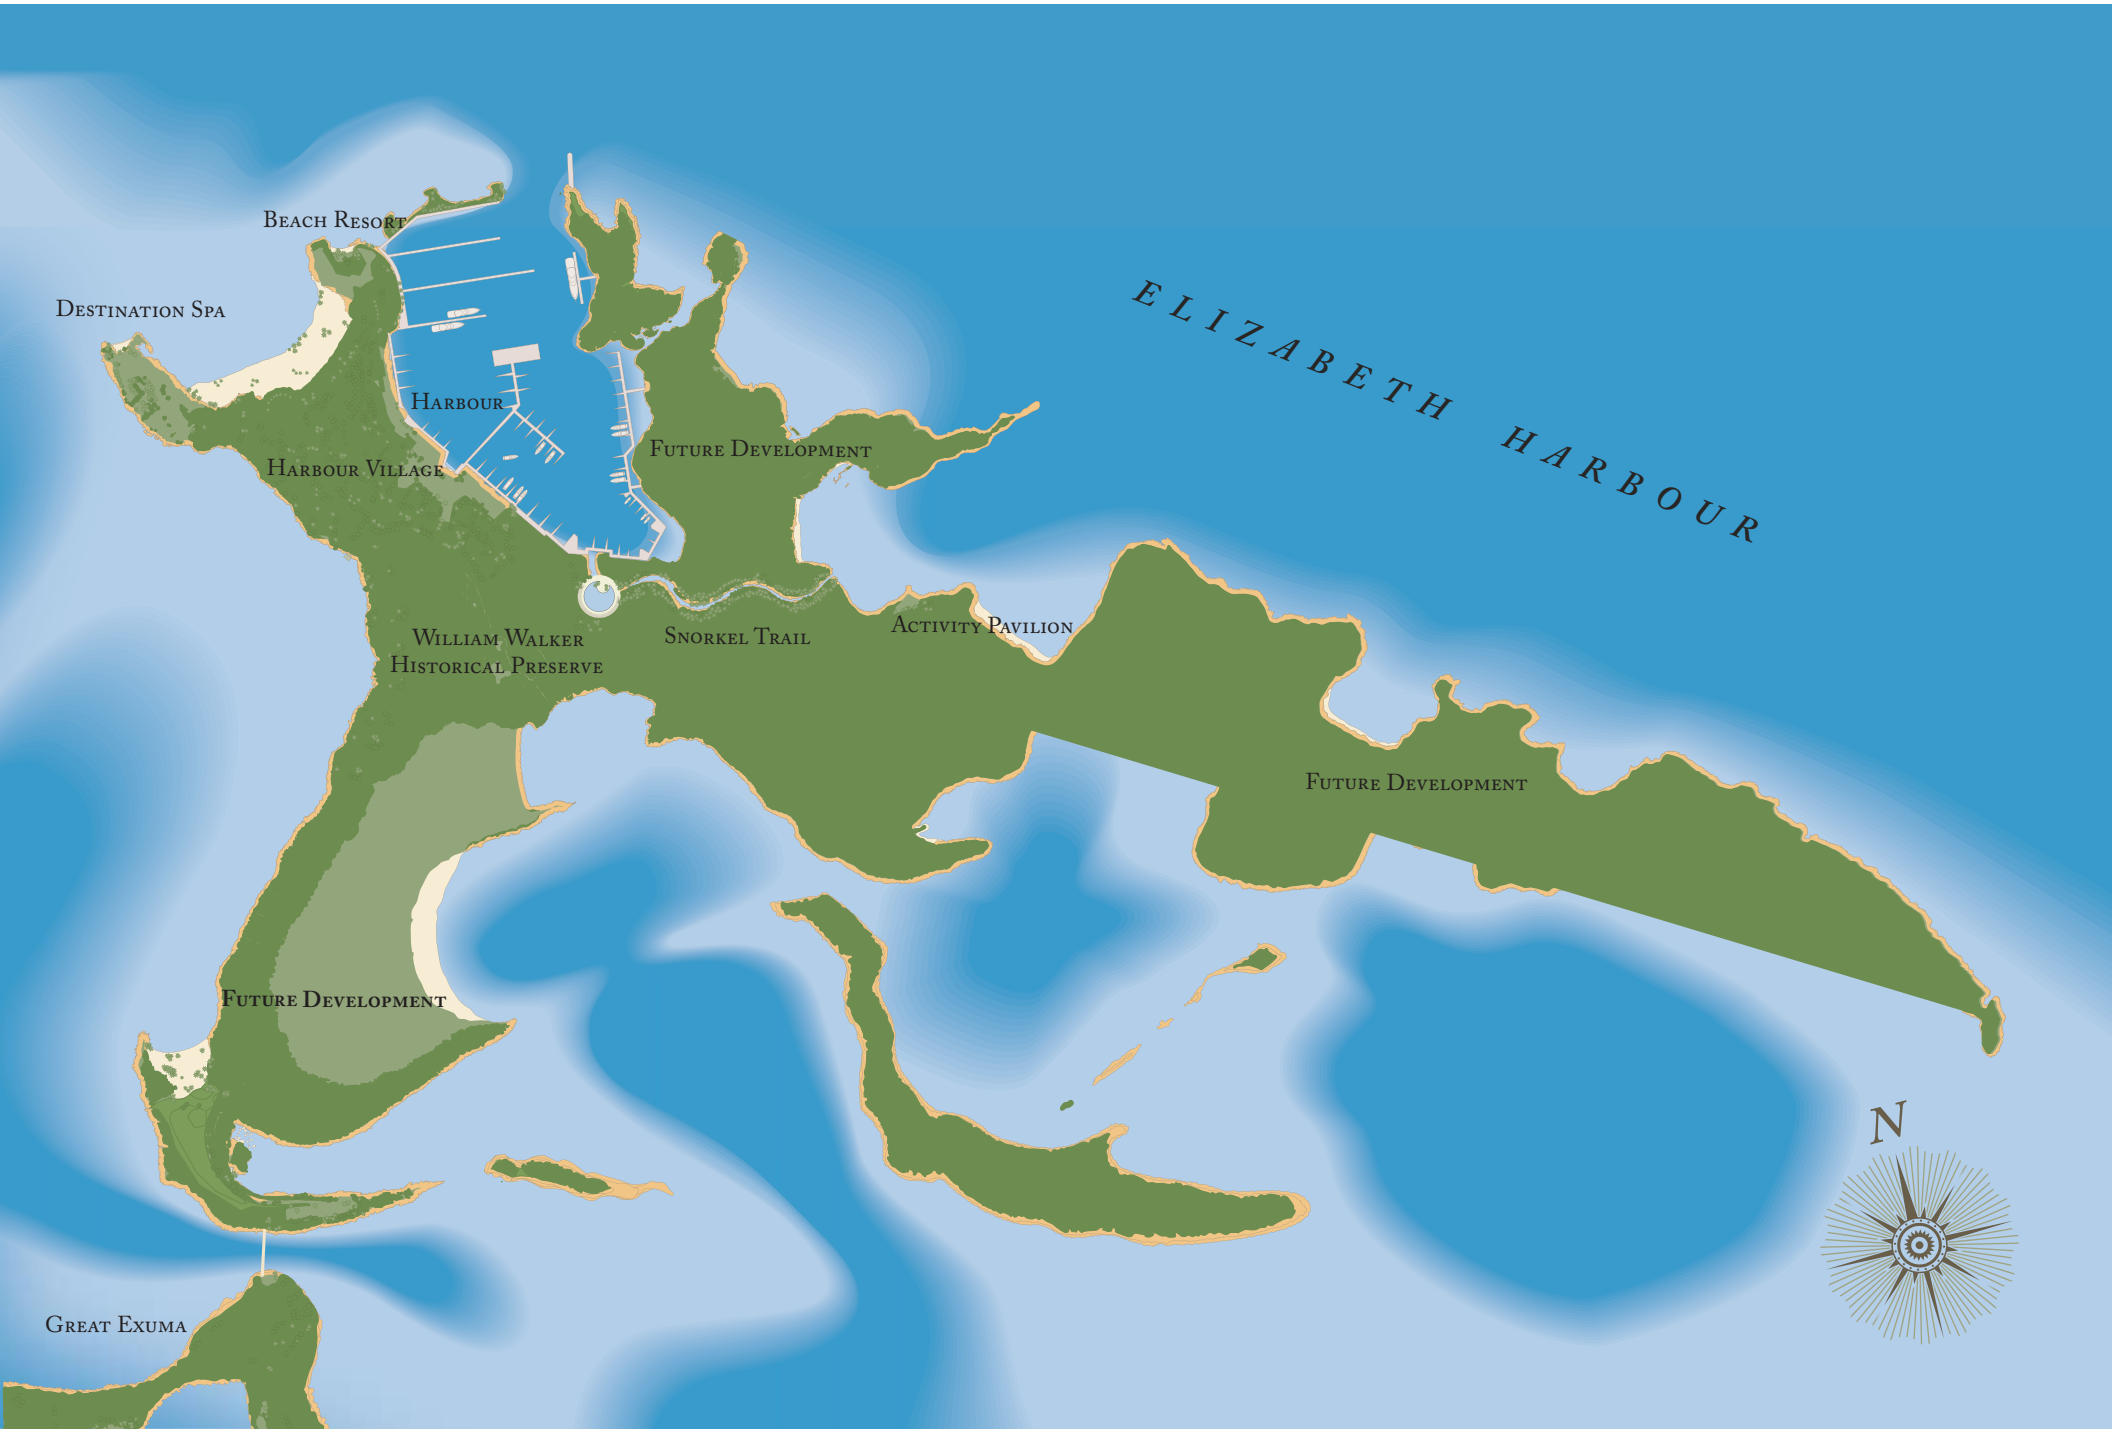 Beach Resort
Destination Spa
ELIZABETH HARBOUR
Harbour
Future Development
Harbour Village
Activity Pavilion
William Walker
Historical Preserve
Snorkel Trail
Future Development
Future Development
N
Great Exuma